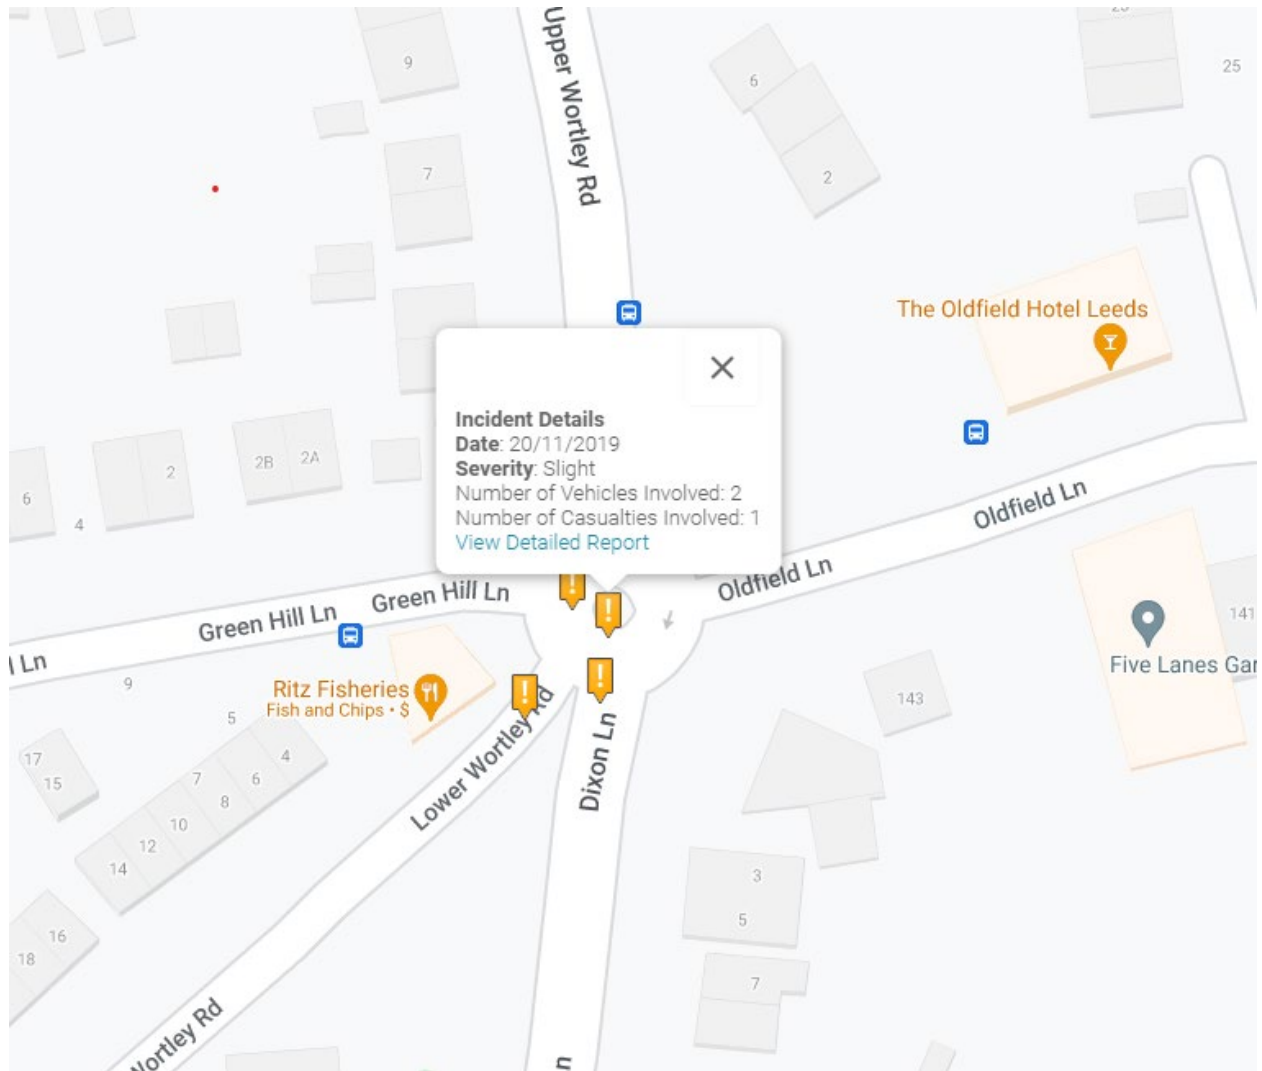 Upper Wortley Rd
9
6
25
7
2
The Oldfield Hotel Leeds
Incident Details
Date: 20/11/2019
Severity: Slight
Number of Vehicles Involved: 2
Number of Casualties Involved: 1
View Detailed Report
2
2B
2A
6
4
Oldfield Ln
Oldfield Ln
Green Hill Ln
Green Hill Ln
Ln
141
Five Lanes Gar
9
Ritz Fisheries
Fish and Chips • $
5
143
17
15
4
7
6
8
10
12
14
Lower Wortley Rd
Dixon Ln
3
5
16
18
7
Wortley Rd
n